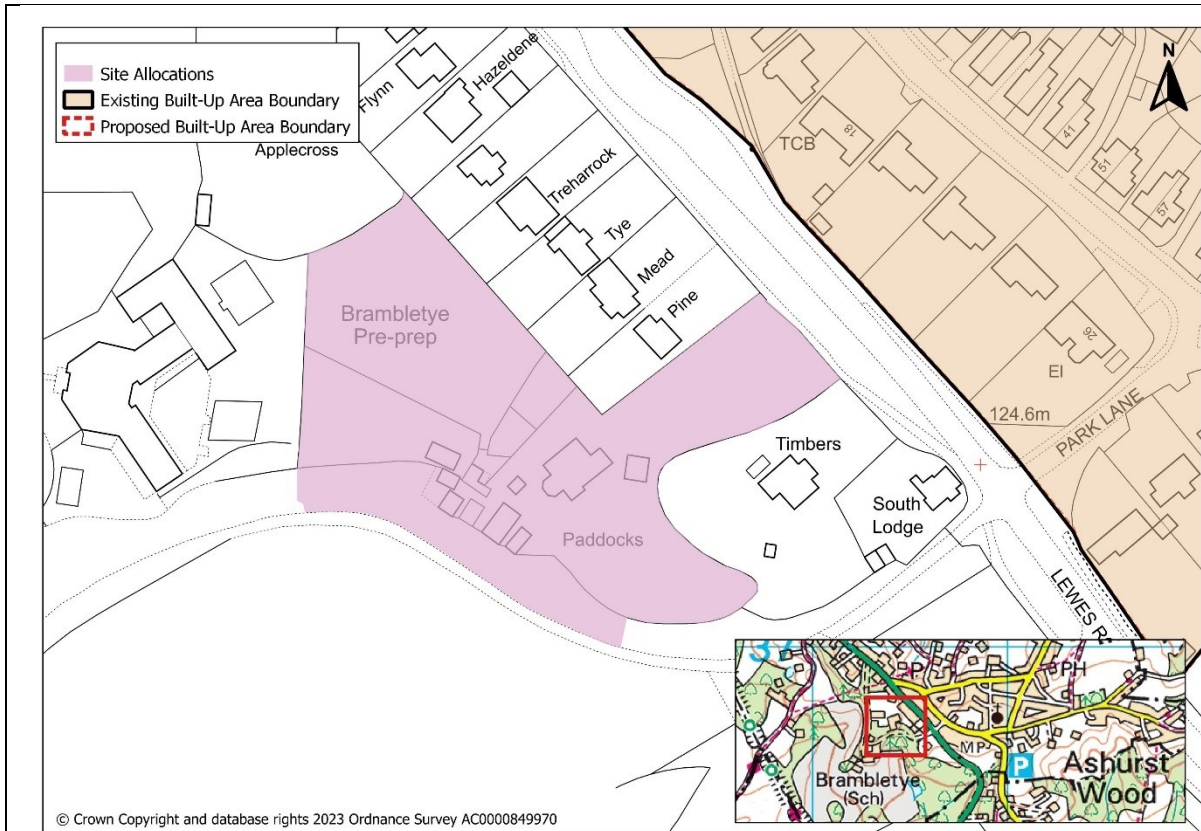 Site Allocations
Existing Built-Up Area Boundary
Proposed Built-Up Area Boundary
N
Flynn
Hazeldene
Applecross
Treharrock
Tye
Mead
Pine
TCB
18
41
51
57
26
El
124.6m
PARK LANE
Brambletye
Pre-prep
Paddocks
Timbers
South
Lodge
LEWES R
37
P
PH
MP
P
Brambletye
(Sch)
Ashurst
Wood
© Crown Copyright and database rights 2023 Ordnance Survey AC0000849970